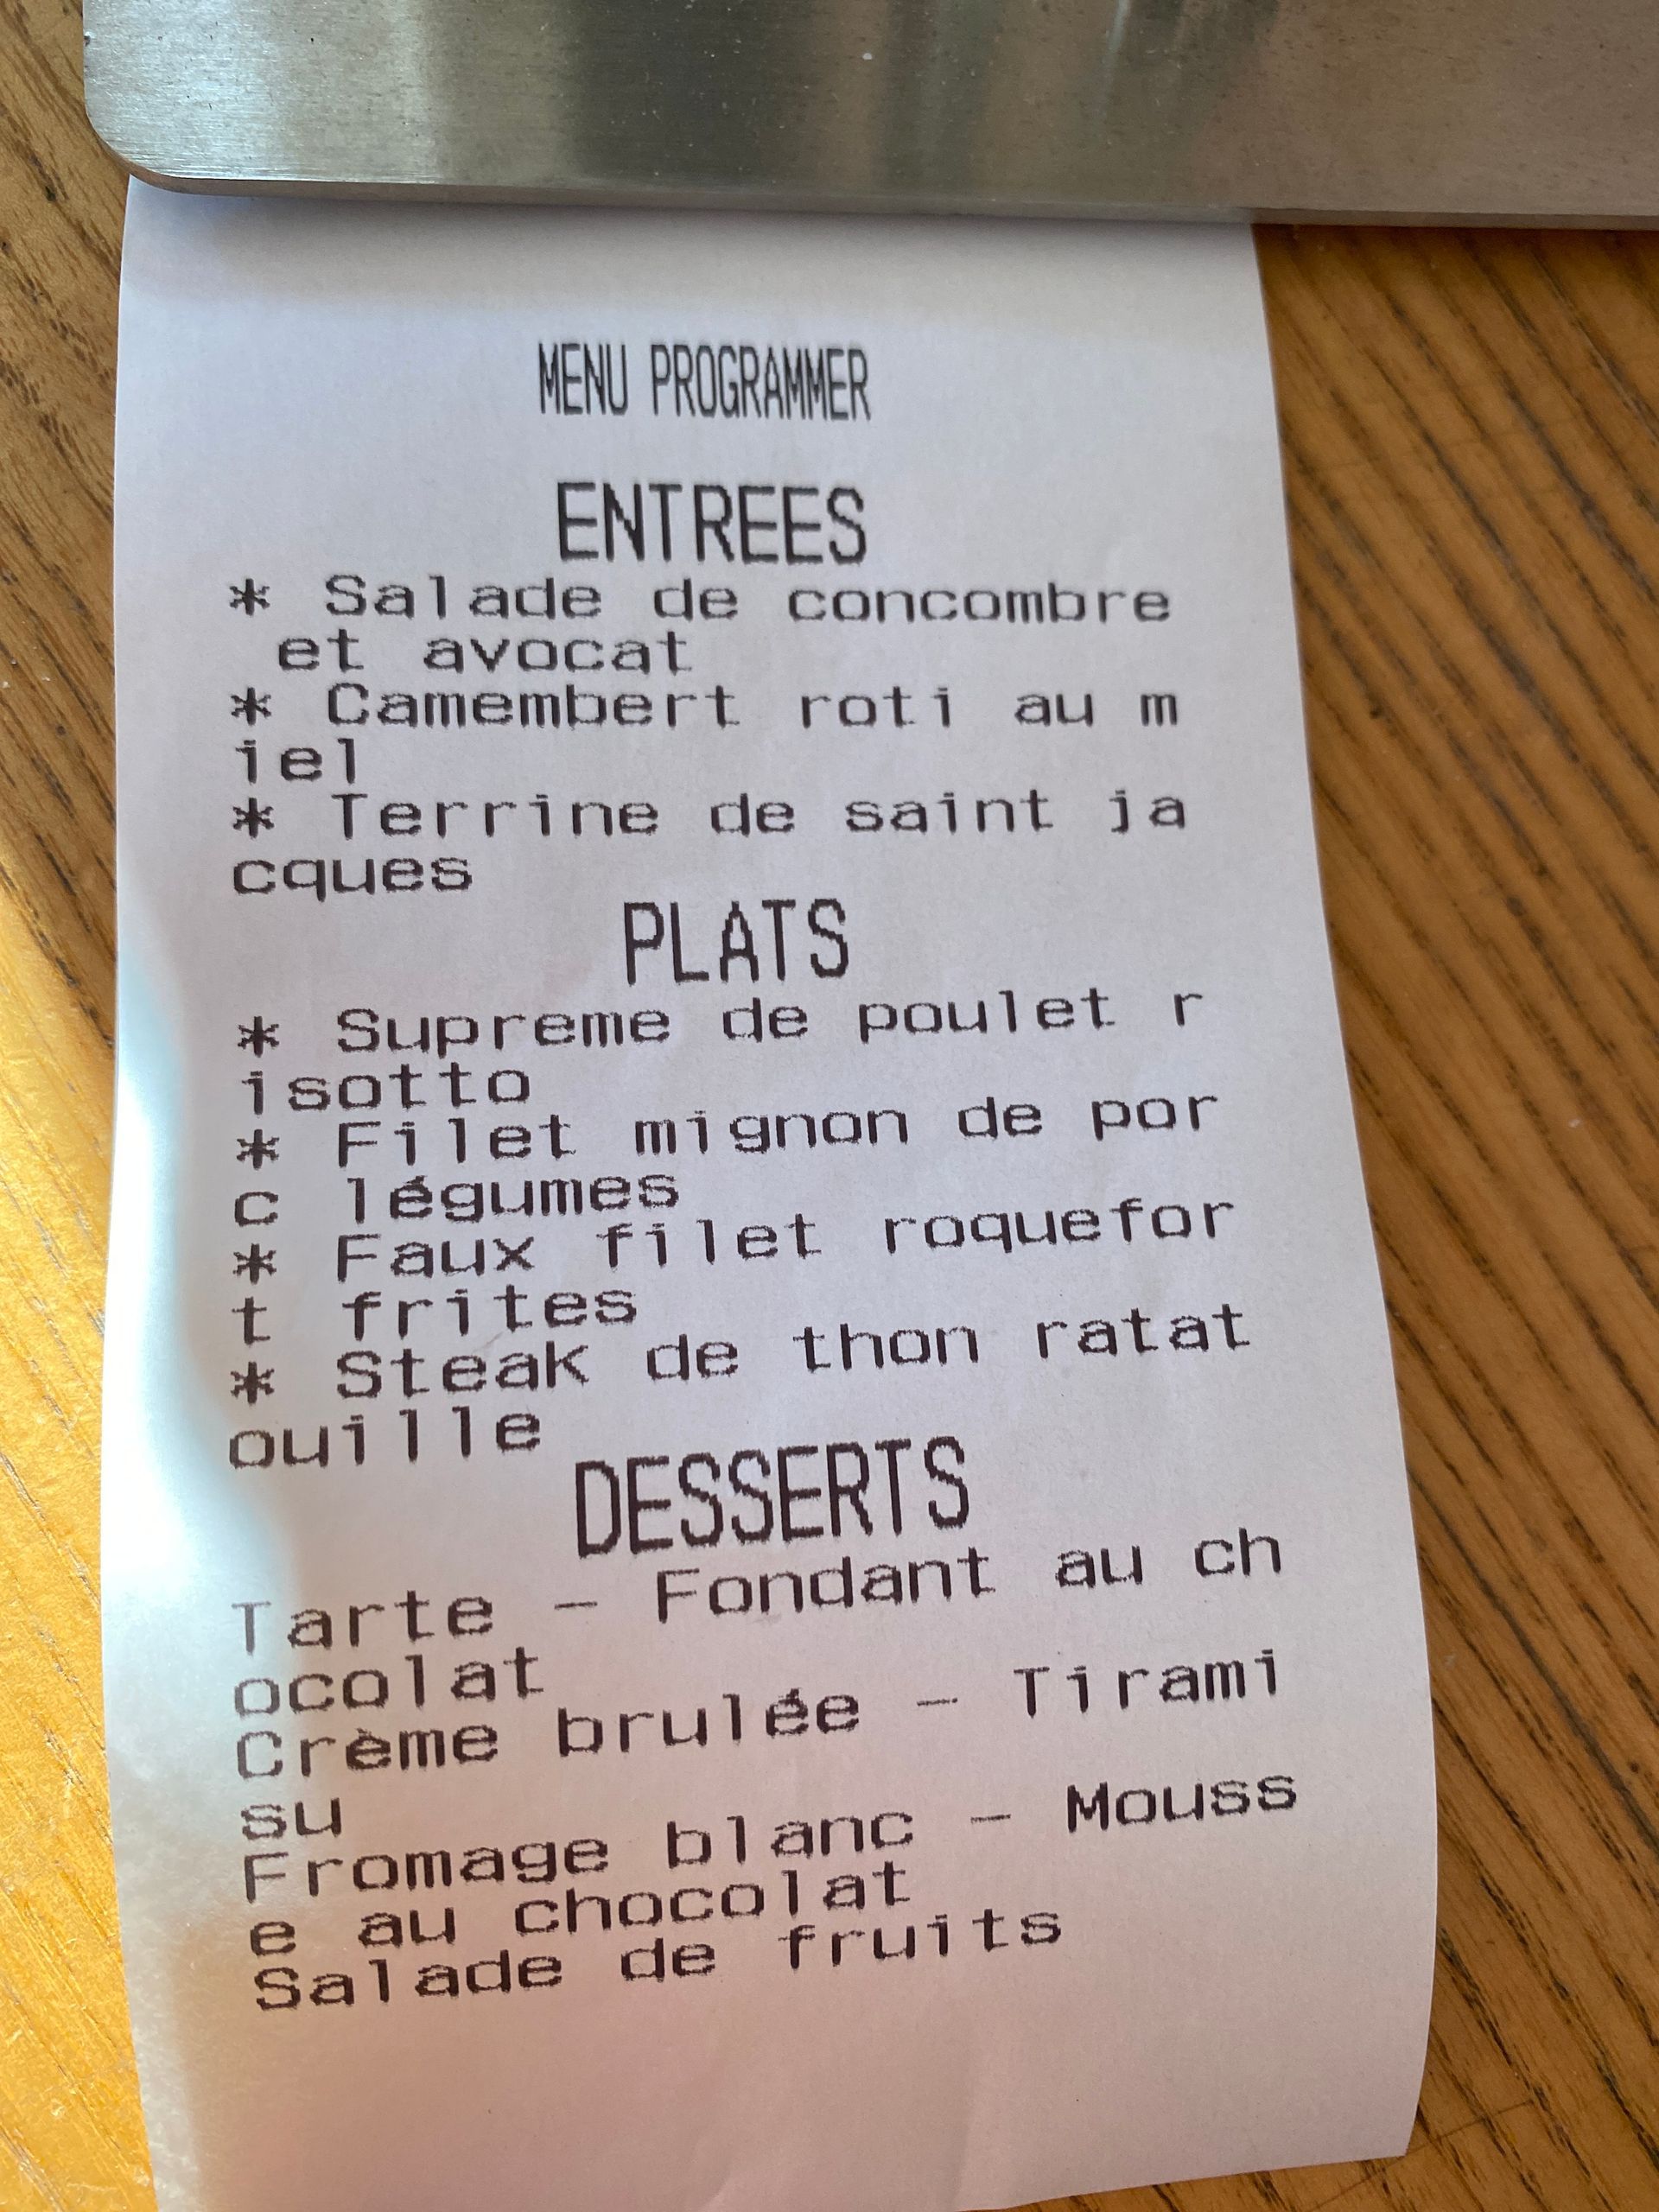 MENU PROGRAMMER
ENTREES
* Salade de concombre
et avocat
* Camembert roti au m
iel
* Terrine de saint ja
cques
PLATS
* Supreme de poulet r
isotto
* Filet mignon de por
c légumes
* Faux filet roquefor
t frites
* Steak de thon ratat
ouille
DESSERTS
Tarte - Fondant au ch
ocolat
Crème brulée - Tirami
su
Fromage blanc - Mouss
e au chocolat
Salade de fruits